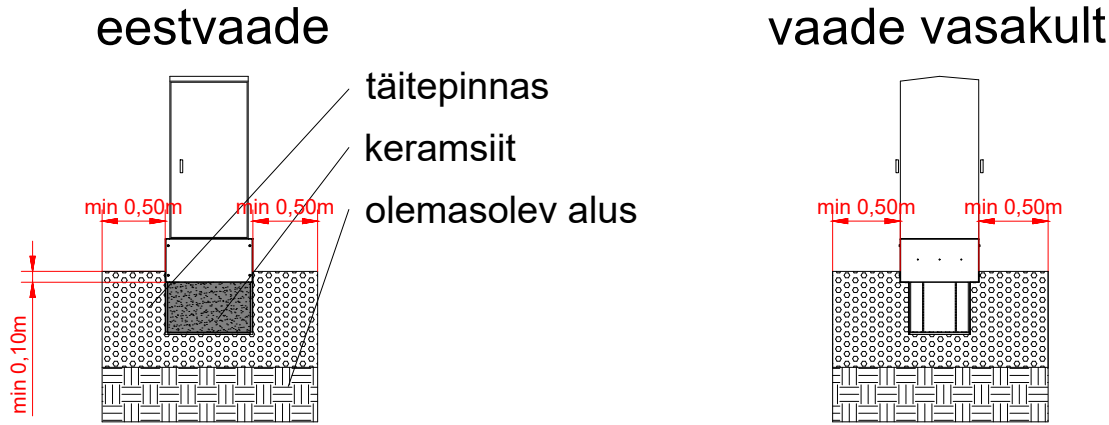 eestvaade
vaade vasakult
täitepinnas
keramsiit
olemasolev alus
min 0,50m
min 0,50m
min 0,50m
min 0,50m
min 0,10m